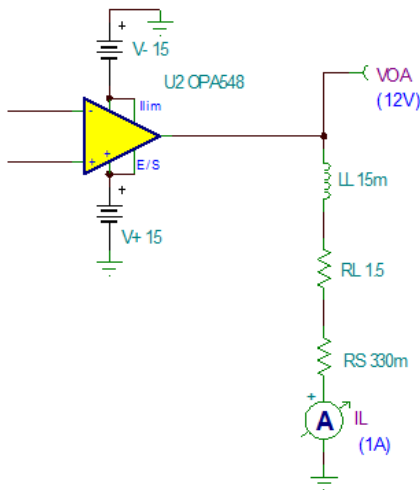 +
V- 15
U2 OPA548
Ilim
-
+
+
E/S
+
V+ 15
VOA
(12V)
LL 15m
RL 1.5
RS 330m
+
A
IL
(1A)